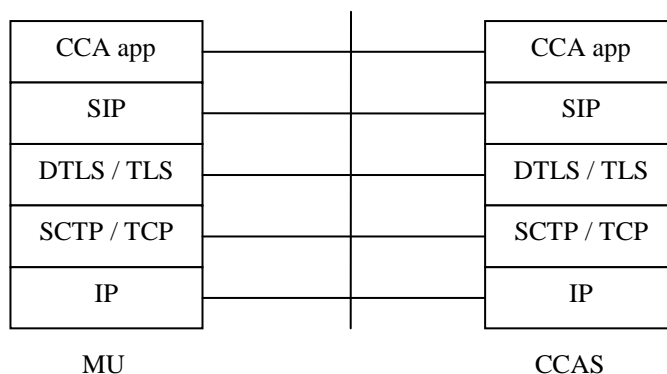 CCA app CCA app
SIP SIP
DTLS / TLS DTLS / TLS
SCTP / TCP SCTP / TCP
IP IP
MU CCAS